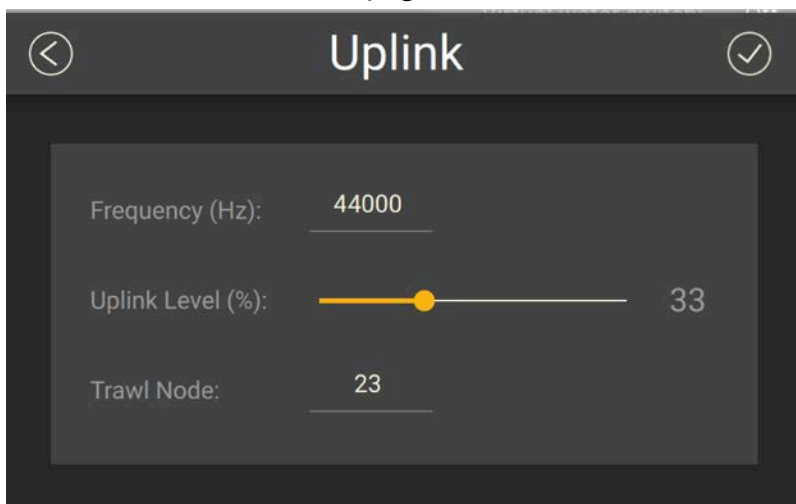 Uplink
Frequency (Hz): 44000
Uplink Level (%): 33
Trawl Node: 23